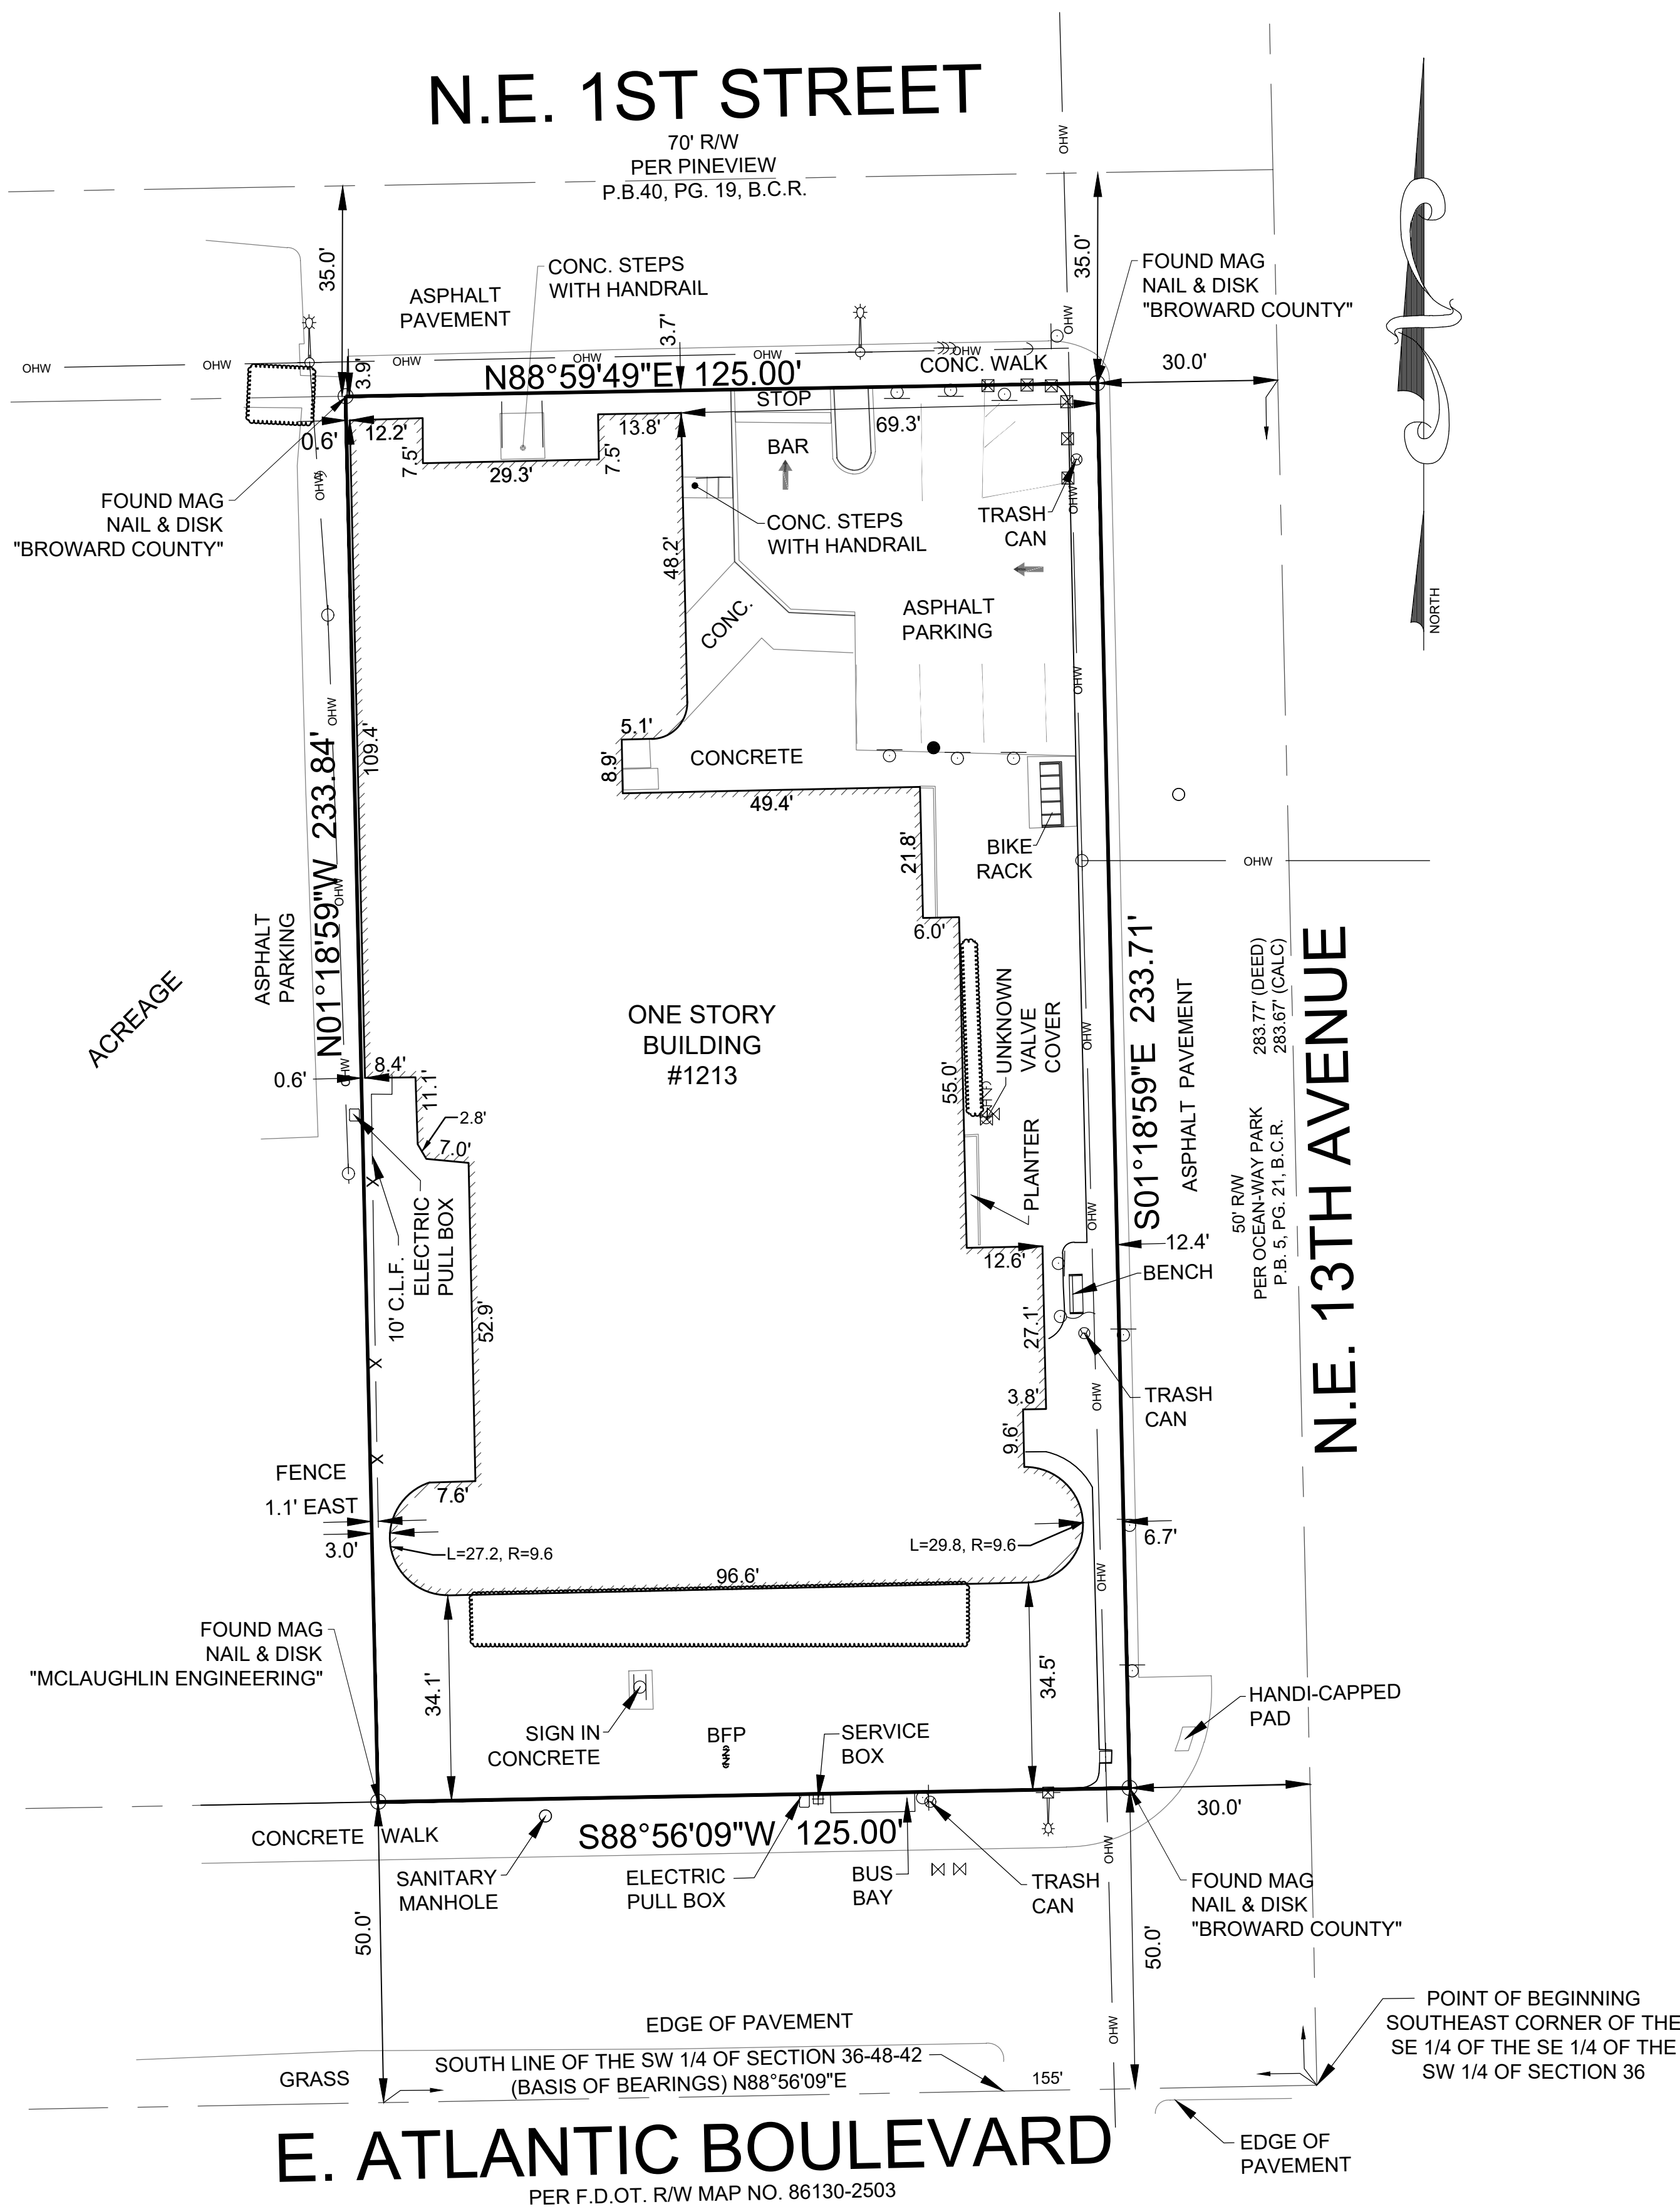 N.E. 1ST STREET
70' R/W
PER PINEVIEW
P.B.40, PG. 19, B.C.R.
OHW
35.0'
35.0'
CONC. STEPS
WITH HANDRAIL
ASPHALT
PAVEMENT
FOUND MAG
NAIL & DISK
"BROWARD COUNTY"
3.7'
OHW
OHW
OHW
OHW
OHW
OHW
OHW
OHW
3.9'
N88°59'49"E 125.00'
CONC. WALK
30.0'
STOP
BAR
0.6'
12.2'
7.5'
29.3'
7.5'
13.8'
69.3'
OHW
OHW
NORTH
FOUND MAG
NAIL & DISK
"BROWARD COUNTY"
CONC. STEPS
WITH HANDRAIL
TRASH
CAN
48.2'
CONC.
ASPHALT
PARKING
OHW
OHW
5.1'
8.9'
CONCRETE
49.4'
109.4'
N01°18'59"W 233.84'
21.8'
BIKE
RACK
OHW
OHW
ASPHALT
PARKING
ACREAGE
6.0'
UNKNOWN
VALVE
COVER
S01°18'59"E 233.71'
ASPHALT PAVEMENT
283.77' (DEED)
283.67' (CALC)
50' R/W
PER OCEAN-WAY PARK
P.B. 5, PG. 21, B.C.R.
N.E. 13TH AVENUE
ONE STORY
BUILDING
#1213
OHW
OHW
0.6'
8.4'
11.1'
2.8'
7.0'
55.0'
PLANTER
10' C.L.F.
ELECTRIC
PULL BOX
X
X
X
52.9'
OHW
12.6'
12.4'
BENCH
27.1'
OHW
3.8'
9.6'
TRASH
CAN
FENCE
1.1' EAST
3.0'
7.6'
L=27.2, R=9.6
L=29.8, R=9.6
6.7'
96.6'
OHW
FOUND MAG
NAIL & DISK
"MCLAUGHLIN ENGINEERING"
34.1'
34.5'
SIGN IN
CONCRETE
BFP
SERVICE
BOX
HANDI-CAPPED
PAD
30.0'
CONCRETE WALK
S88°56'09"W 125.00'
OHW
SANITARY
MANHOLE
ELECTRIC
PULL BOX
BUS
BAY
TRASH
CAN
FOUND MAG
NAIL & DISK
"BROWARD COUNTY"
50.0'
50.0'
POINT OF BEGINNING
SOUTHEAST CORNER OF THE
SE 1/4 OF THE SE 1/4 OF THE
SW 1/4 OF SECTION 36
EDGE OF PAVEMENT
OHW
GRASS
SOUTH LINE OF THE SW 1/4 OF SECTION 36-48-42
(BASIS OF BEARINGS) N88°56'09"E
155'
E. ATLANTIC BOULEVARD
PER F.D.OT. R/W MAP NO. 86130-2503
EDGE OF
PAVEMENT